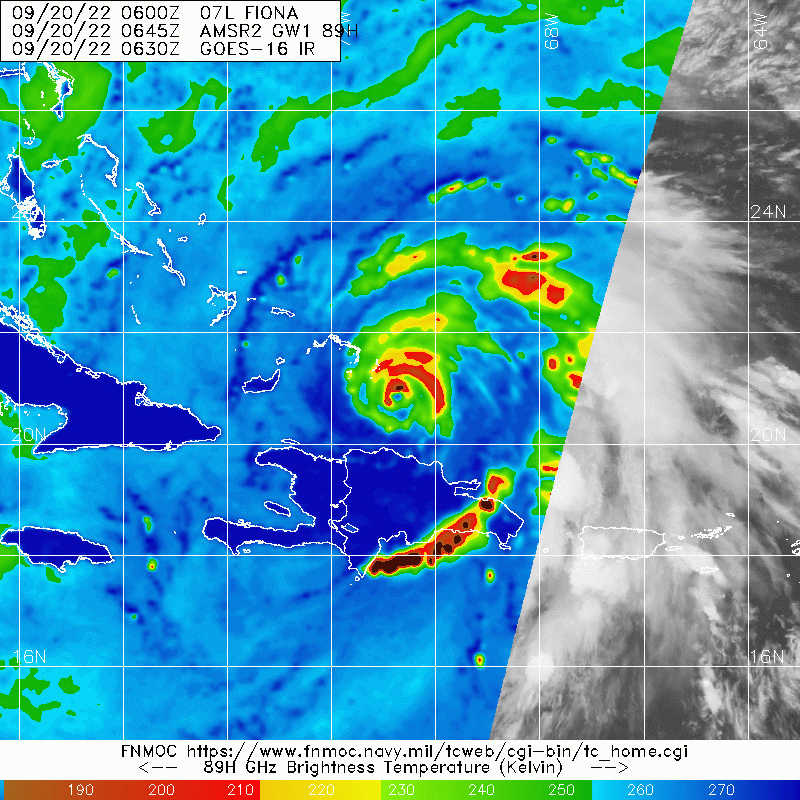 09/20/22 0600Z 07L FIONA
09/20/22 0645Z AMSR2 GW1 89H
09/20/22 0630Z GOES-16 IR
68W
64W
24N
20N
20N
16N
16N
FNMOC https://www.fnmoc.navy.mil/tcweb/cgi-bin/tc_home.cgi
<-- 89H GHz Brightness Temperature (Kelvin) -->
190 200 210 220 230 240 250 260 270